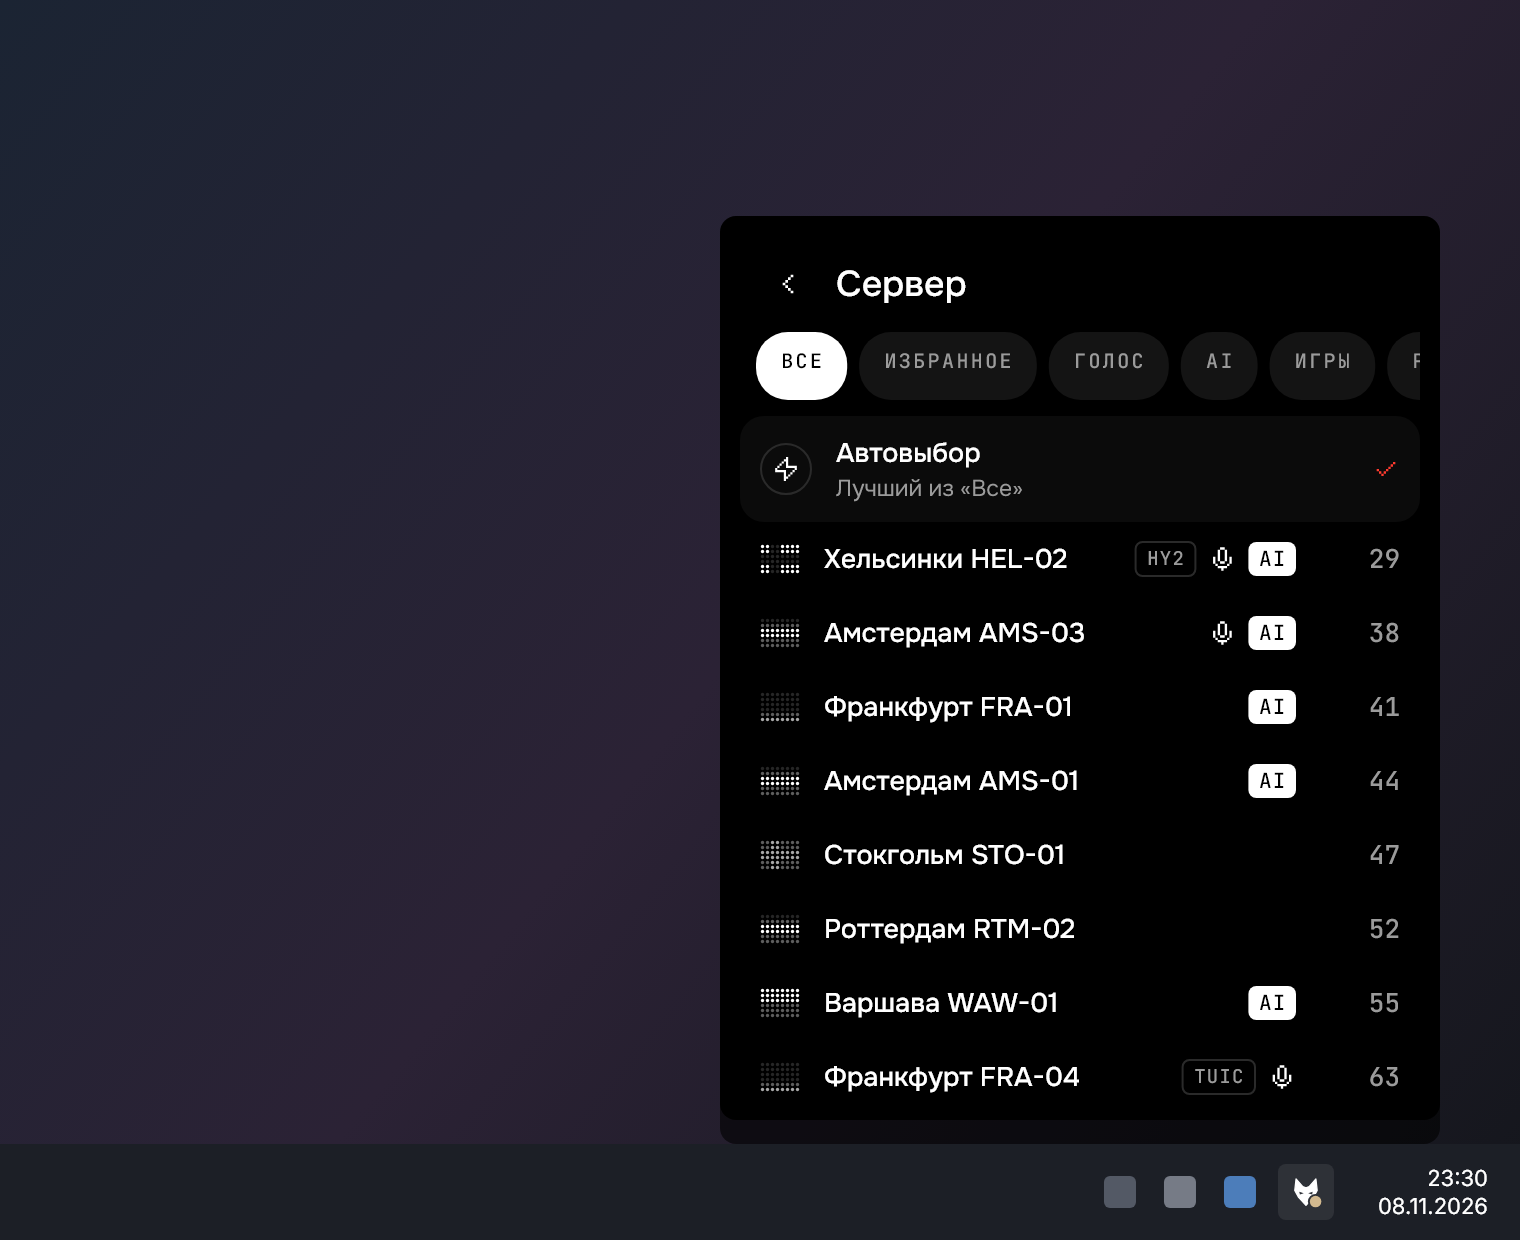 Сервер
ВСЕ ИЗБРАННОЕ ГОЛОС AI ИГРЫ
Автовыбор
Лучший из «Все»
Хельсинки HEL-02 HY2 AI 29
Амстердам AMS-03 AI 38
Франкфурт FRA-01 AI 41
Амстердам AMS-01 AI 44
Стокгольм STO-01 47
Роттердам RTM-02 52
Варшава WAW-01 AI 55
Франкфурт FRA-04 TUIC 63
23:30
08.11.2026